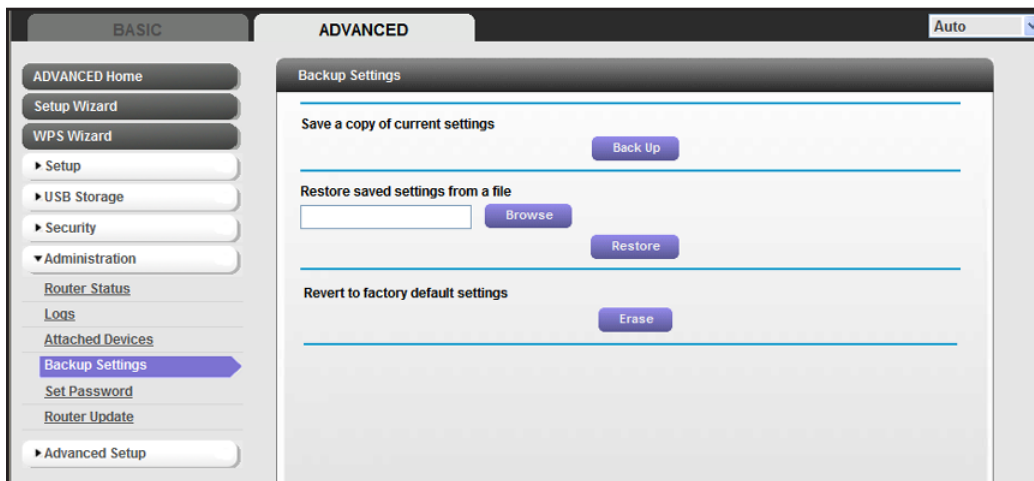 BASIC
ADVANCED
Auto
ADVANCED Home
Setup Wizard
WPS Wizard
Setup
USB Storage
Security
Administration
Router Status
Logs
Attached Devices
Backup Settings
Set Password
Router Update
Advanced Setup
Backup Settings
Save a copy of current settings
Back Up
Restore saved settings from a file
Browse
Restore
Revert to factory default settings
Erase